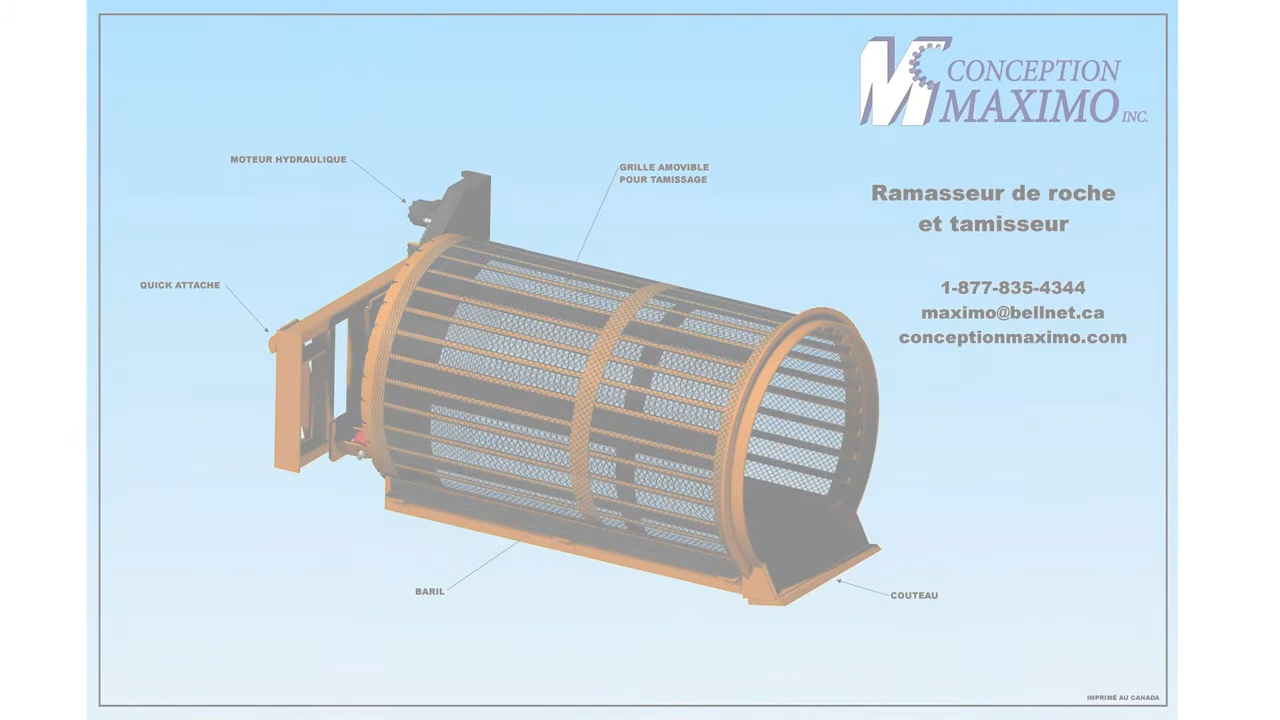 CONCEPTION
MAXIMO INC.
MOTEUR HYDRAULIQUE
GRILLE AMOVIBLE
POUR TAMISSAGE
Ramasseur de roche
et tamisseur
QUICK ATTACHE
1-877-835-4344
maximo@bellnet.ca
conceptionmaximo.com
BARIL
COUTEAU
IMPRIMÉ AU CANADA